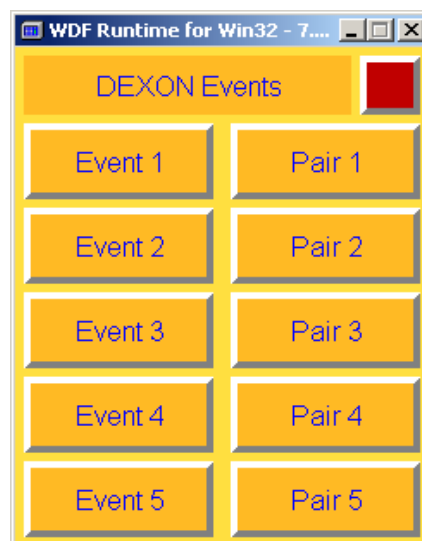 WDF Runtime for Win32 - 7....
DEXON Events
Event 1 Pair 1
Event 2 Pair 2
Event 3 Pair 3
Event 4 Pair 4
Event 5 Pair 5